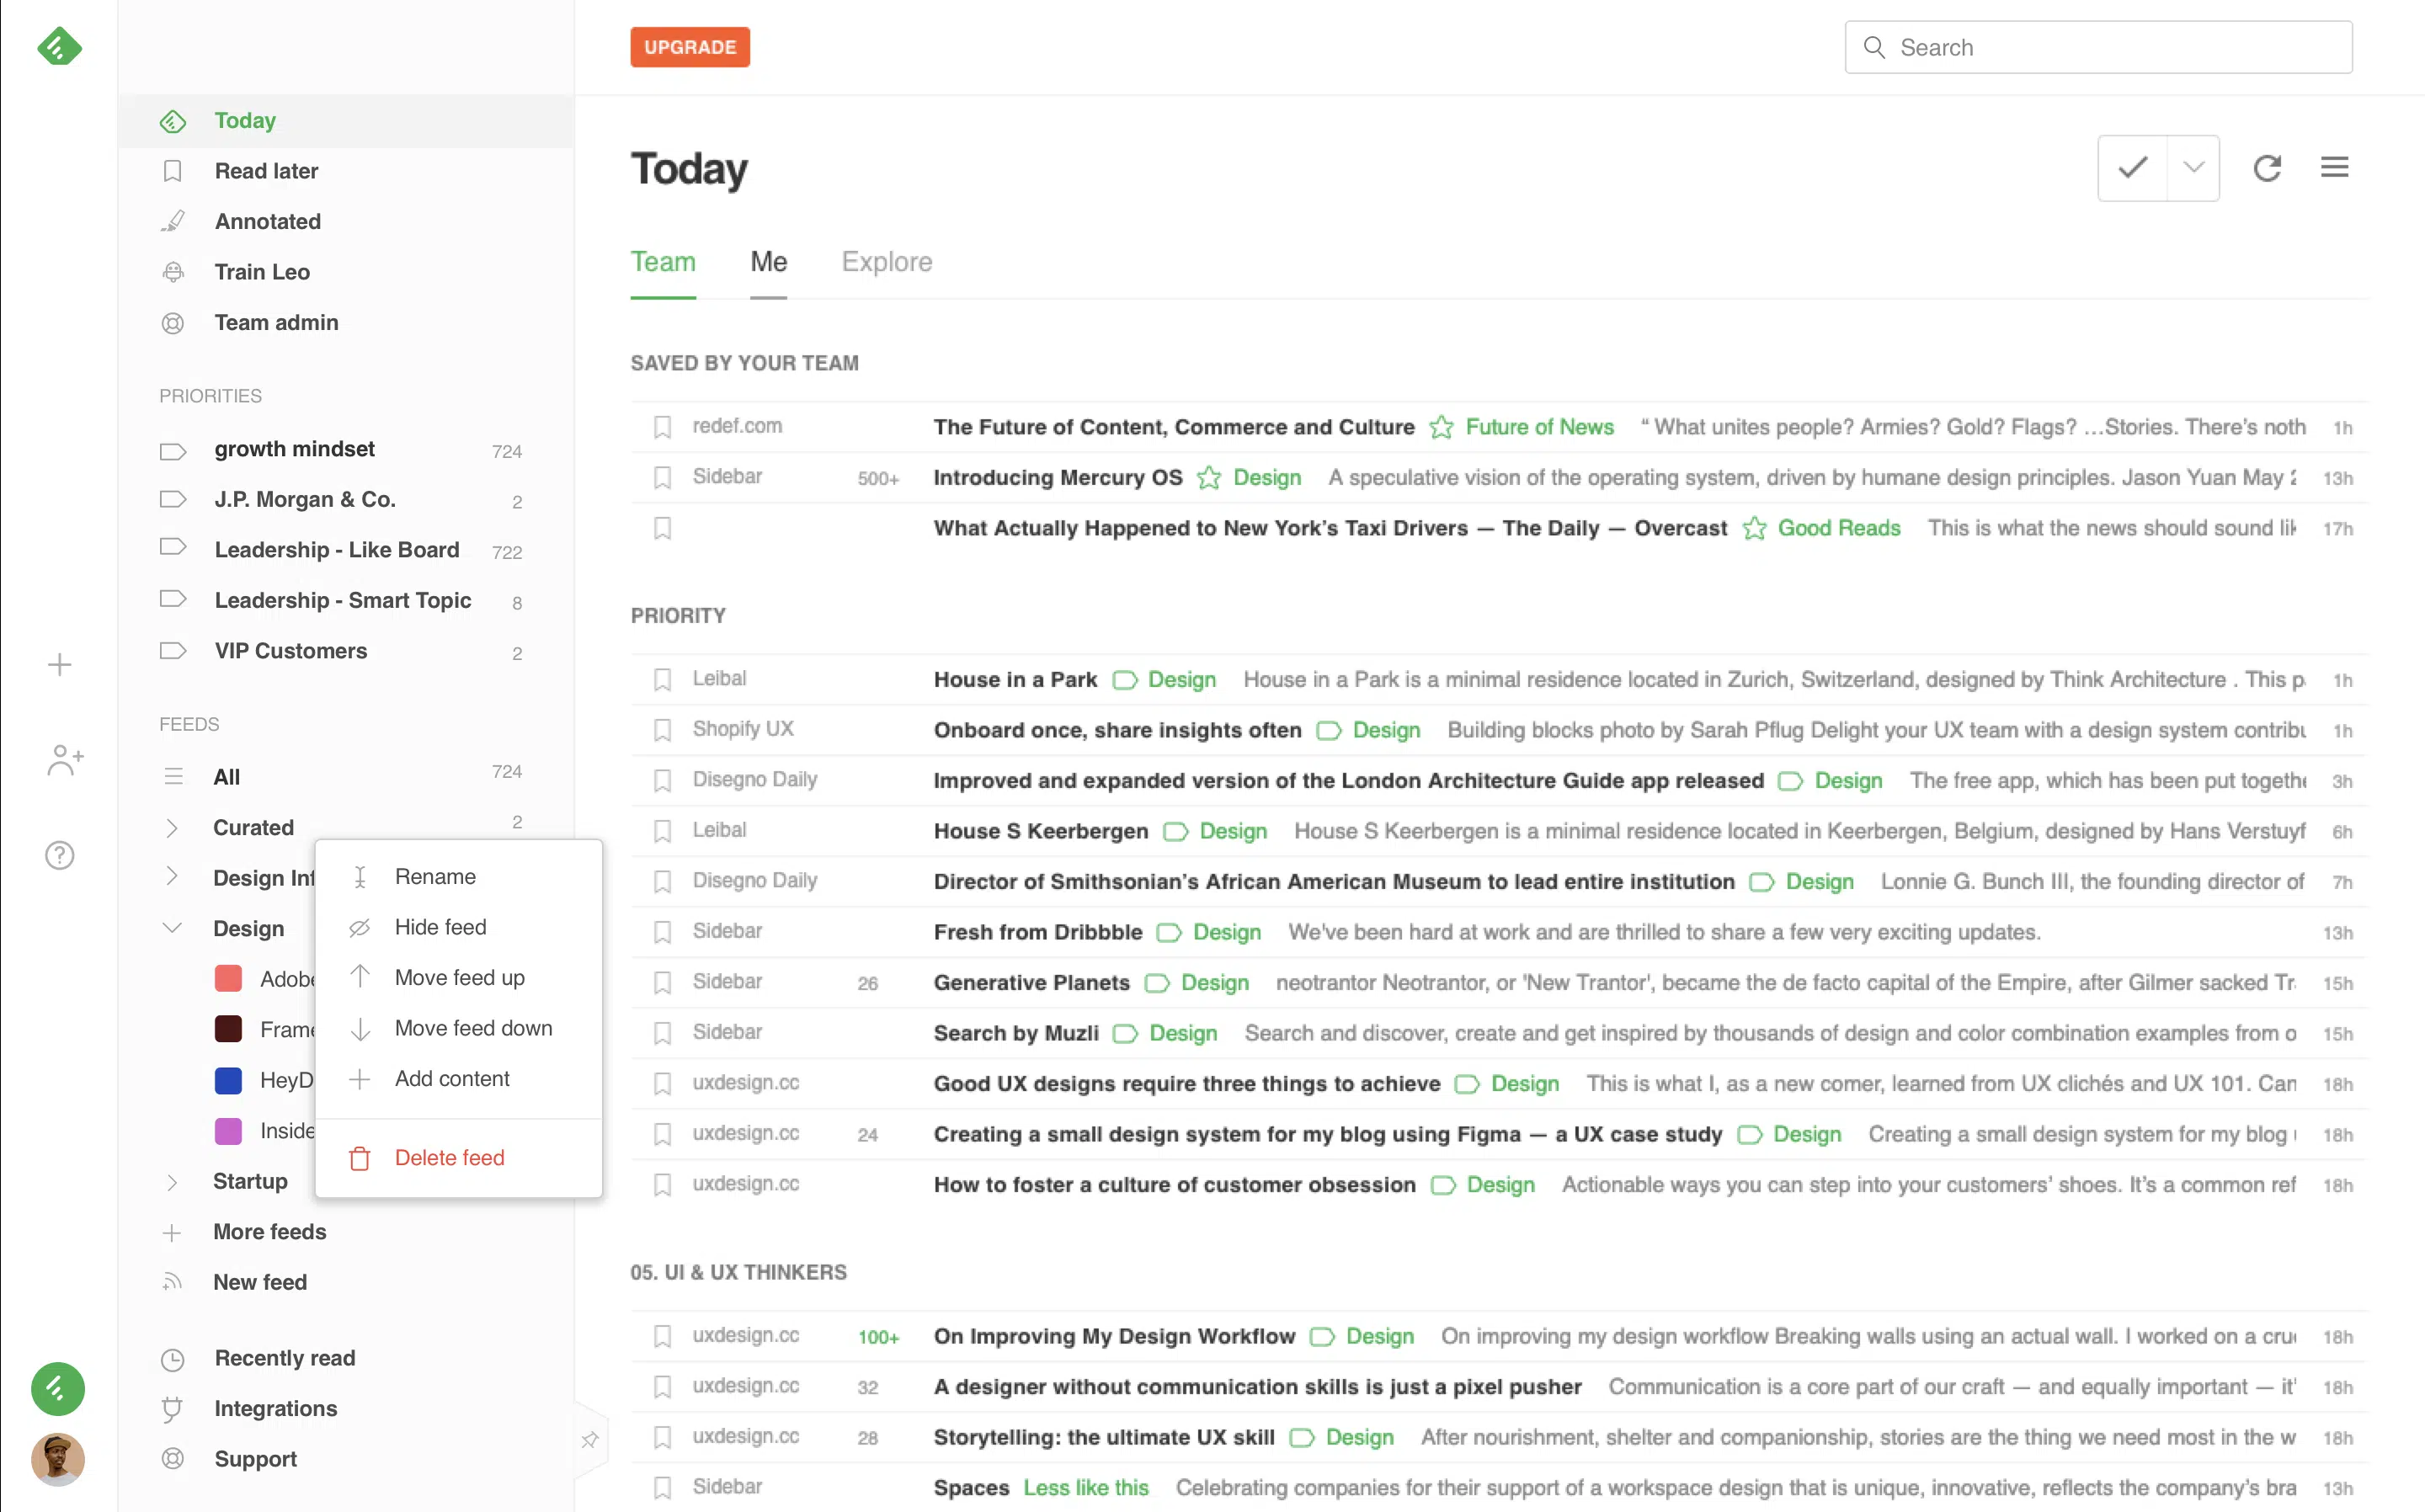 UPGRADE
Search
Today
Read later
Annotated
Train Leo
Team admin
PRIORITIES
growth mindset 724
J.P. Morgan & Co. 2
Leadership - Like Board 722
Leadership - Smart Topic 8
VIP Customers 2
FEEDS
All 724
Curated 2
Design
Design
Startup
More feeds
New feed
Recently read
Integrations
Support
Rename
Hide feed
Move feed up
Move feed down
Add content
Delete feed
Today
Team Me Explore
SAVED BY YOUR TEAM
redef.com The Future of Content, Commerce and Culture Future of News “ What unites people? Armies? Gold? Flags? …Stories. There’s noth 1h
Sidebar 500+ Introducing Mercury OS Design A speculative vision of the operating system, driven by humane design principles. Jason Yuan May 13h
What Actually Happened to New York’s Taxi Drivers — The Daily — Overcast Good Reads This is what the news should sound 17h
PRIORITY
Leibal House in a Park Design House in a Park is a minimal residence located in Zurich, Switzerland, designed by Think Architecture . This 1h
Shopify UX Onboard once, share insights often Design Building blocks photo by Sarah Pflug Delight your UX team with a design system 1h
Disegno Daily Improved and expanded version of the London Architecture Guide app released Design The free app, which has been put 3h
Leibal House S Keerbergen Design House S Keerbergen is a minimal residence located in Keerbergen, Belgium, designed by Hans Verstuyf 6h
Disegno Daily Director of Smithsonian’s African American Museum to lead entire institution Design Lonnie G. Bunch III, the founding director of 7h
Sidebar Fresh from Dribbble Design We've been hard at work and are thrilled to share a few very exciting updates. 13h
Sidebar 26 Generative Planets Design neotrantor Neotrantor, or 'New Trantor', became the de facto capital of the Empire, after Gilmer sacked 15h
Sidebar Search by Muzli Design Search and discover, create and get inspired by thousands of design and color combination examples from o 15h
uxdesign.cc Good UX designs require three things to achieve Design This is what I, as a new comer, learned from UX clichés and UX 101. Can 18h
uxdesign.cc 24 Creating a small design system for my blog using Figma — a UX case study Design Creating a small design system for my blog 18h
uxdesign.cc How to foster a culture of customer obsession Design Actionable ways you can step into your customers’ shoes. It’s a common ref 18h
05. UI & UX THINKERS
uxdesign.cc 100+ On Improving My Design Workflow Design On improving my design workflow Breaking walls using an actual wall. I worked on a 18h
uxdesign.cc 32 A designer without communication skills is just a pixel pusher Communication is a core part of our craft — and equally important — it' 18h
uxdesign.cc 28 Storytelling: the ultimate UX skill Design After nourishment, shelter and companionship, stories are the thing we need most in the w 18h
Sidebar Spaces Less like this Celebrating companies for their support of a workspace design that is unique, innovative, reflects the company’s bra 13h